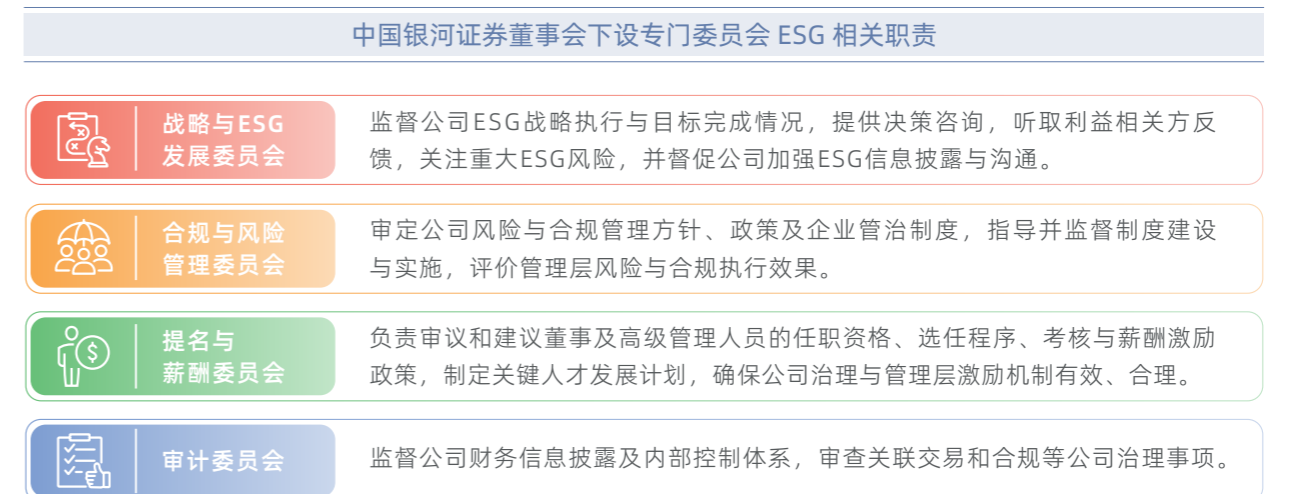 中国银河证券董事会下设专门委员会 ESG 相关职责
战略与ESG
发展委员会
监督公司ESG战略执行与目标完成情况，提供决策咨询，听取利益相关方反
馈，关注重大ESG风险，并督促公司加强ESG信息披露与沟通。
合规与风险
管理委员会
审定公司风险与合规管理方针、政策及企业管治制度，指导并监督制度建设
与实施，评价管理层风险与合规执行效果。
提名与
薪酬委员会
负责审议和建议董事及高级管理人员的任职资格、选任程序、考核与薪酬激励
政策，制定关键人才发展计划，确保公司治理与管理层激励机制有效、合理。
审计委员会
监督公司财务信息披露及内部控制体系，审查关联交易和合规等公司治理事项。